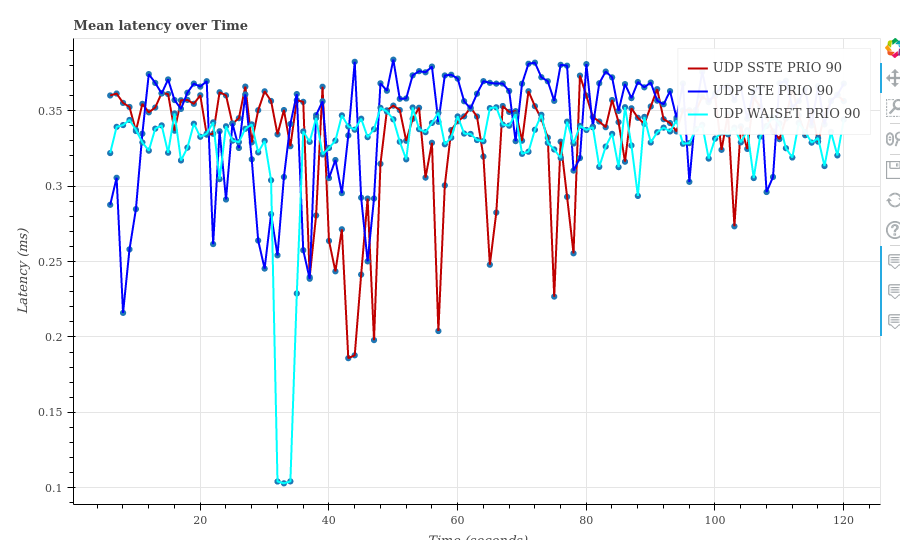 Mean latency over Time
UDP SSTE PRIO 90
UDP STE PRIO 90
UDP WAISET PRIO 90
Latency (ms)
0.35
0.3
0.25
0.2
0.15
0.1
20 40 60 80 100 120
Time (seconds)